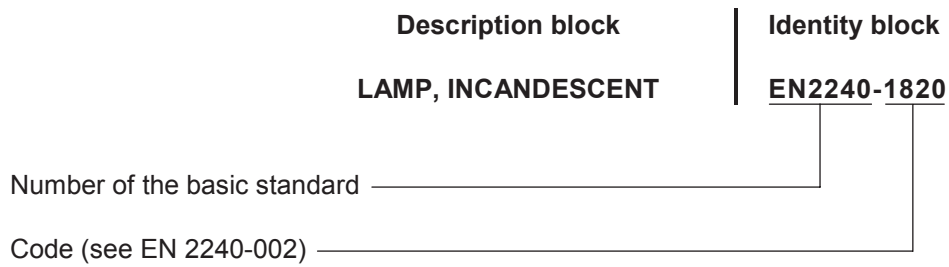 Description block Identity block
LAMP, INCANDESCENT EN2240-1820
Number of the basic standard
Code (see EN 2240-002)